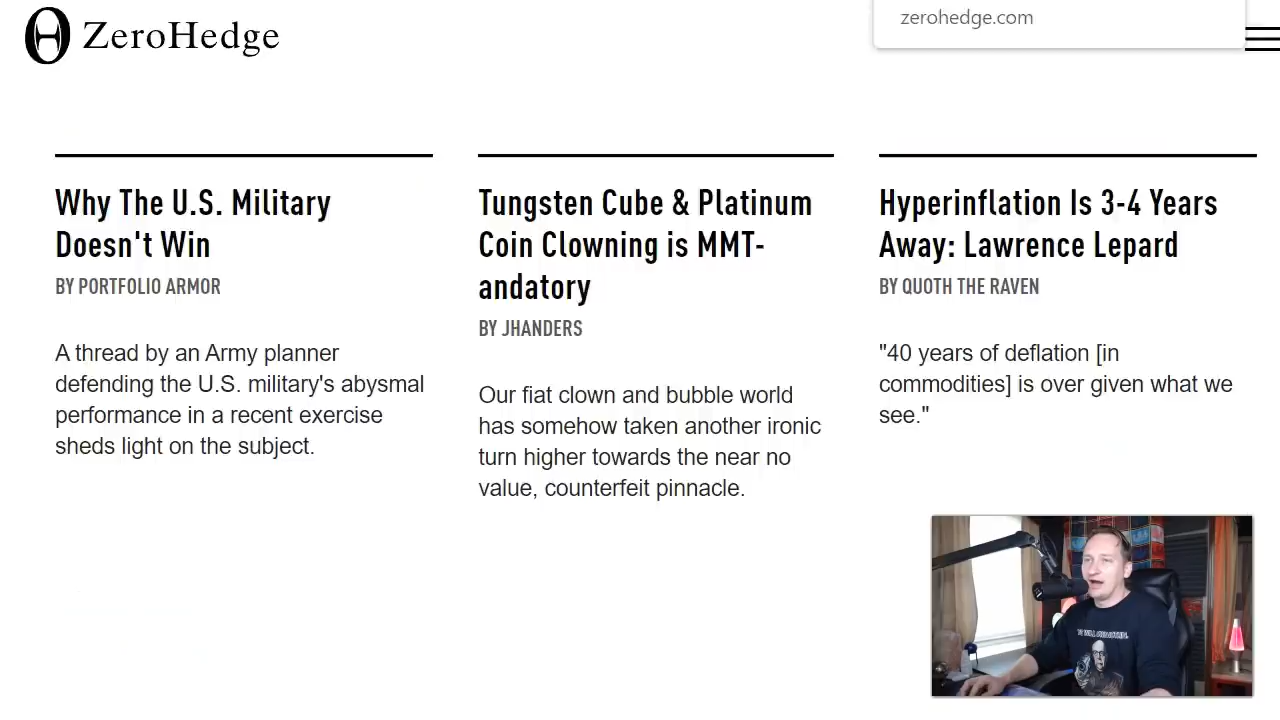 ZeroHedge
zerohedge.com
Why The U.S. Military
Doesn't Win
BY PORTFOLIO ARMOR
A thread by an Army planner
defending the U.S. military's abysmal
performance in a recent exercise
sheds light on the subject.
Tungsten Cube & Platinum
Coin Clowning is MMT-
andatory
BY JHANDERS
Our fiat clown and bubble world
has somehow taken another ironic
turn higher towards the near no
value, counterfeit pinnacle.
Hyperinflation Is 3-4 Years
Away: Lawrence Lepard
BY QUOTH THE RAVEN
"40 years of deflation [in
commodities] is over given what we
see."